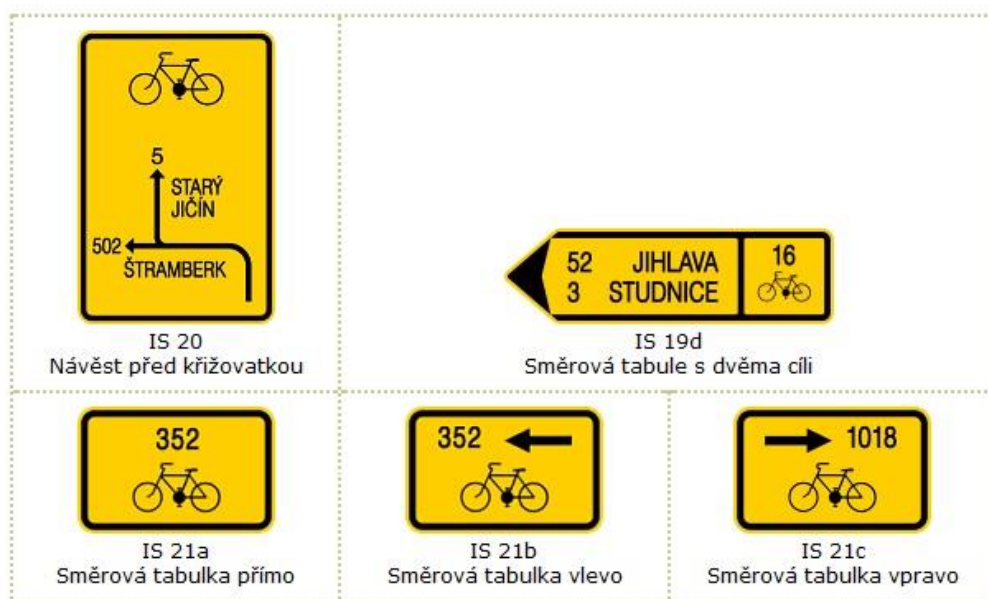 5
STARÝ
JIČÍN
502
ŠTRAMBERK
IS 20
Návěst před křižovatkou
52 JIHLAVA 16
3 STUDNICE
IS 19d
Směrová tabule s dvěma cíli
352
IS 21a
Směrová tabulka přímo
352
IS 21b
Směrová tabulka vlevo
1018
IS 21c
Směrová tabulka vpravo